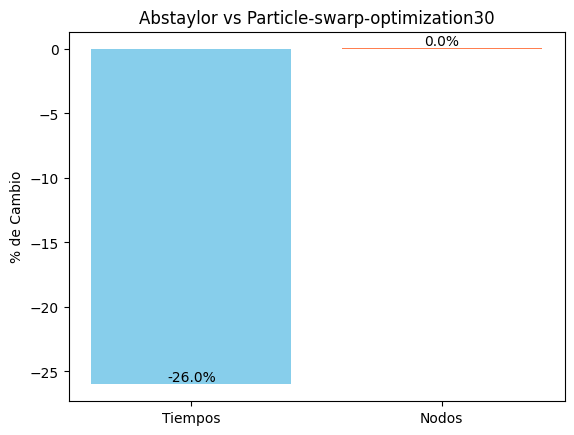 Abstaylor vs Particle-swarp-optimization30
% de Cambio
0
−5
−10
−15
−20
−25
0.0%
-26.0%
Tiempos
Nodos